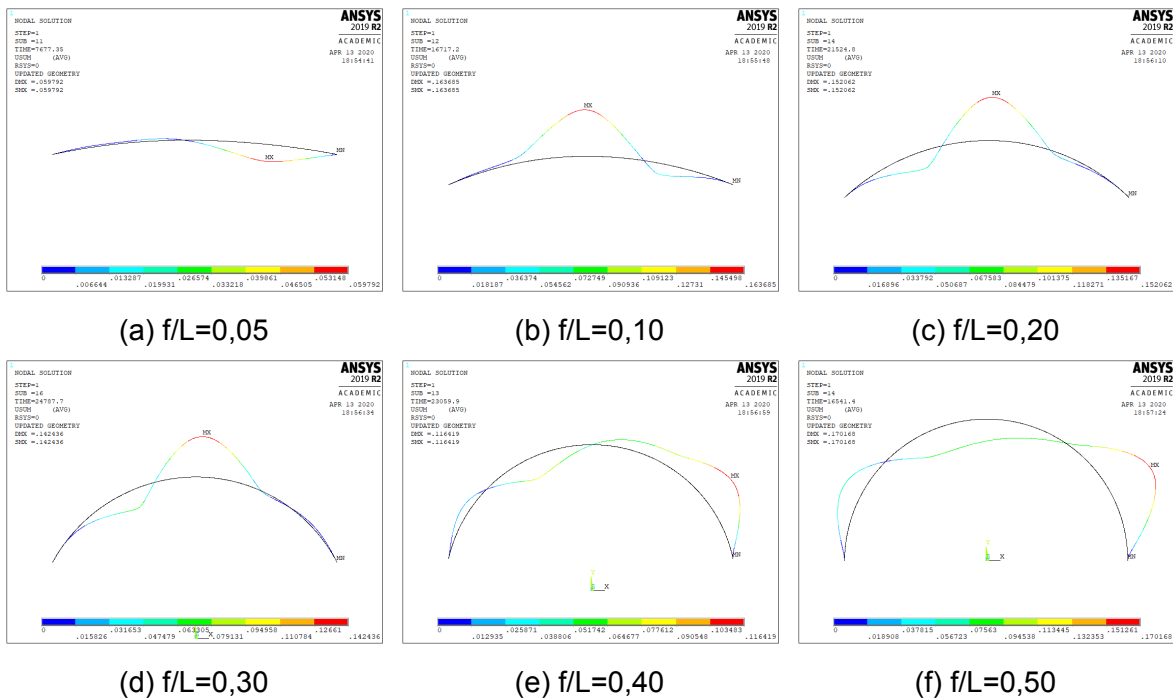 1
NODAL SOLUTION
STEP=1
SUB =11
TIME=7677.35
USUM (AVG)
RSYS=0
UPDATED GEOMETRY
DMX =.059792
SMX =.059792
ANSYS
2019 R2
ACADEMIC
APR 13 2020
18:54:41
MN
MX
0 .013287 .026574 .039861 .053148
.006644 .019931 .033218 .046505 .059792
(a) f/L=0,05
1
NODAL SOLUTION
STEP=1
SUB =12
TIME=16717.2
USUM (AVG)
RSYS=0
UPDATED GEOMETRY
DMX =.163685
SMX =.163685
ANSYS
2019 R2
ACADEMIC
APR 13 2020
18:55:48
MX
MN
0 .036374 .072749 .109123 .145498
.018187 .054562 .090936 .12731 .163685
(b) f/L=0,10
1
NODAL SOLUTION
STEP=1
SUB =14
TIME=21524.8
USUM (AVG)
RSYS=0
UPDATED GEOMETRY
DMX =.152062
SMX =.152062
ANSYS
2019 R2
ACADEMIC
APR 13 2020
18:56:10
MX
MN
0 .033792 .067583 .101375 .135167
.016896 .050687 .084479 .118271 .152062
(c) f/L=0,20
1
NODAL SOLUTION
STEP=1
SUB =16
TIME=24787.7
USUM (AVG)
RSYS=0
UPDATED GEOMETRY
DMX =.142436
SMX =.142436
ANSYS
2019 R2
ACADEMIC
APR 13 2020
18:56:34
MX
MN
0 .031653 .063305 .094958 .12661
.015826 .047479 X .079131 .110784 .142436
(d) f/L=0,30
1
NODAL SOLUTION
STEP=1
SUB =13
TIME=23059.9
USUM (AVG)
RSYS=0
UPDATED GEOMETRY
DMX =.116419
SMX =.116419
ANSYS
2019 R2
ACADEMIC
APR 13 2020
18:56:59
MX
MN
Y
X
0 .025871 .051742 .077612 .103483
.012935 .038806 .064677 .090548 .116419
(e) f/L=0,40
1
NODAL SOLUTION
STEP=1
SUB =14
TIME=16541.4
USUM (AVG)
RSYS=0
UPDATED GEOMETRY
DMX =.170168
SMX =.170168
ANSYS
2019 R2
ACADEMIC
APR 13 2020
18:57:24
MX
MN
Y
X
0 .037815 .07563 .113445 .151261
.018908 .056723 .094538 .132353 .170168
(f) f/L=0,50